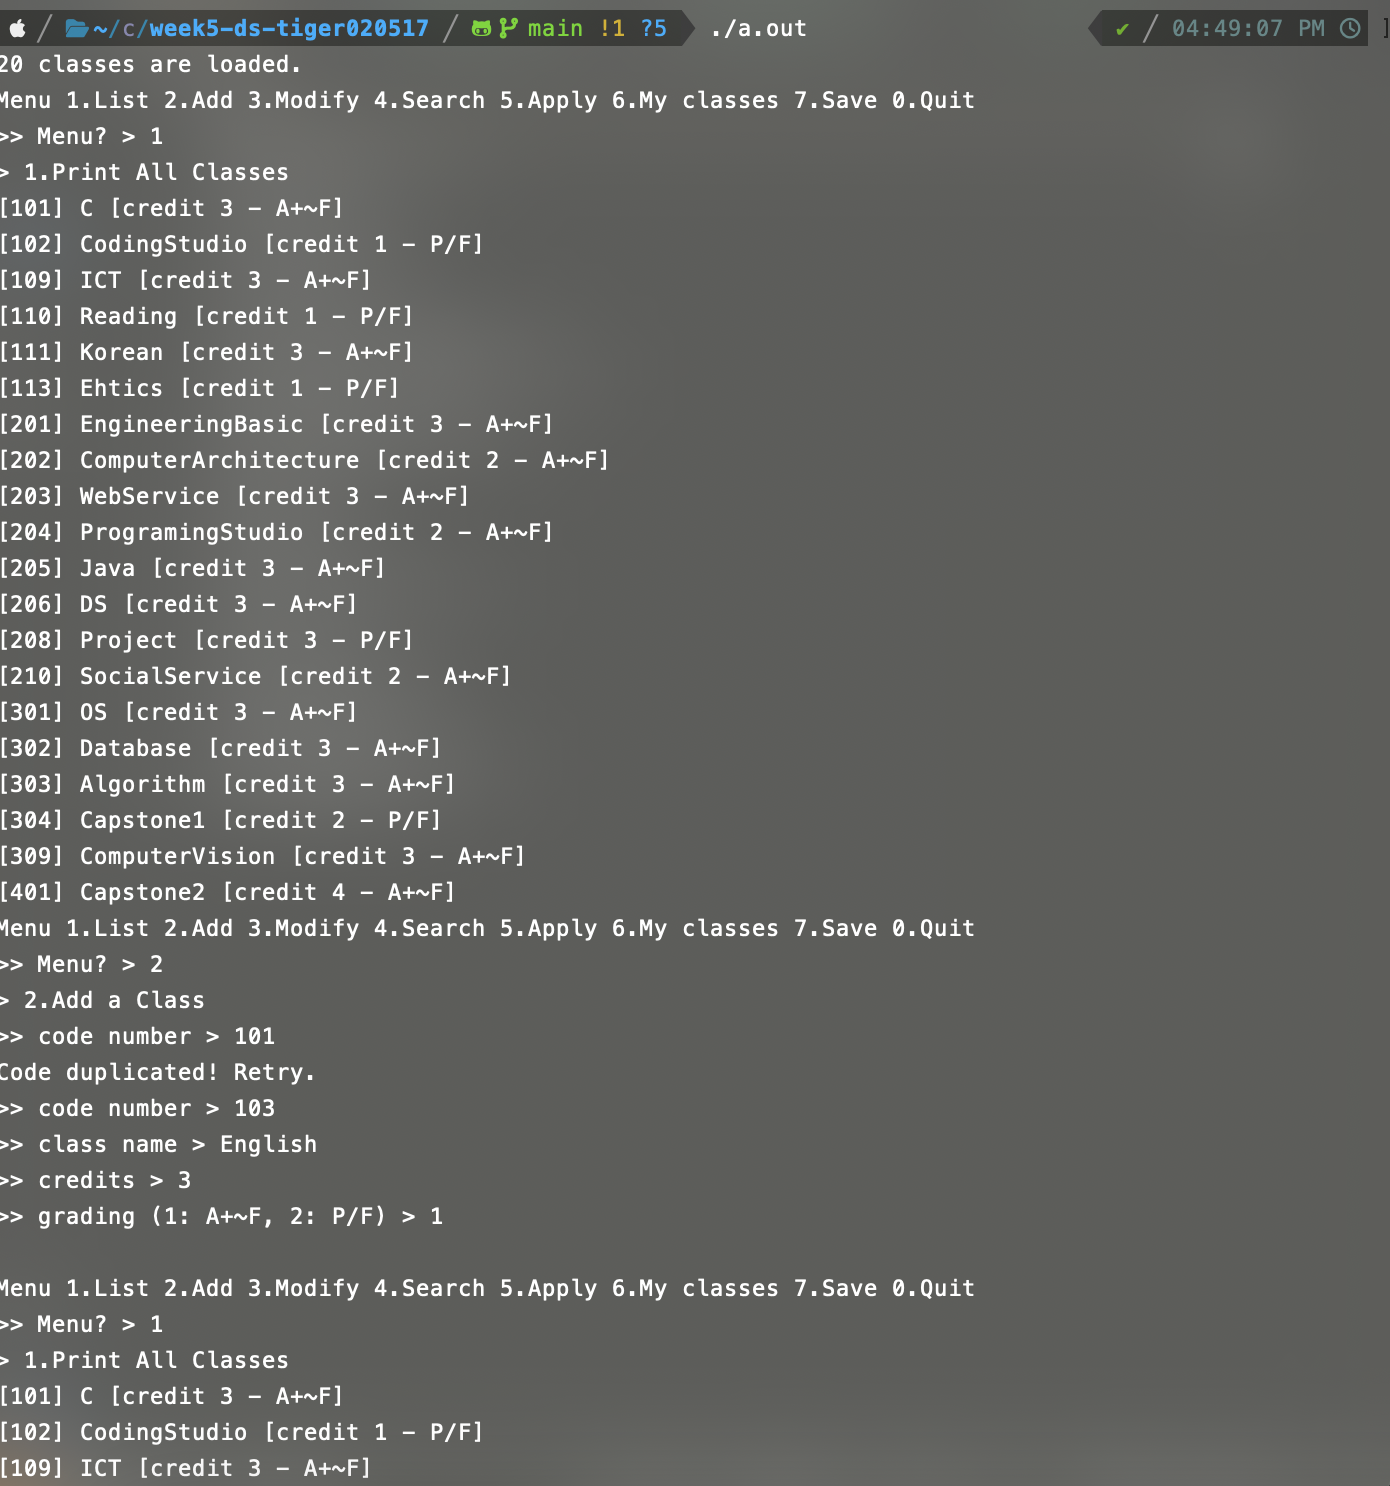 ~/c/week5-ds-tiger020517 main !1 ?5 ./a.out ✔ 04:49:07 PM
20 classes are loaded.
Menu 1.List 2.Add 3.Modify 4.Search 5.Apply 6.My classes 7.Save 0.Quit
>> Menu? > 1
> 1.Print All Classes
[101] C [credit 3 - A+~F]
[102] CodingStudio [credit 1 - P/F]
[109] ICT [credit 3 - A+~F]
[110] Reading [credit 1 - P/F]
[111] Korean [credit 3 - A+~F]
[113] Ehtics [credit 1 - P/F]
[201] EngineeringBasic [credit 3 - A+~F]
[202] ComputerArchitecture [credit 2 - A+~F]
[203] WebService [credit 3 - A+~F]
[204] ProgramingStudio [credit 2 - A+~F]
[205] Java [credit 3 - A+~F]
[206] DS [credit 3 - A+~F]
[208] Project [credit 3 - P/F]
[210] SocialService [credit 2 - A+~F]
[301] OS [credit 3 - A+~F]
[302] Database [credit 3 - A+~F]
[303] Algorithm [credit 3 - A+~F]
[304] Capstone1 [credit 2 - P/F]
[309] ComputerVision [credit 3 - A+~F]
[401] Capstone2 [credit 4 - A+~F]
Menu 1.List 2.Add 3.Modify 4.Search 5.Apply 6.My classes 7.Save 0.Quit
>> Menu? > 2
> 2.Add a Class
>> code number > 101
Code duplicated! Retry.
>> code number > 103
>> class name > English
>> credits > 3
>> grading (1: A+~F, 2: P/F) > 1
Menu 1.List 2.Add 3.Modify 4.Search 5.Apply 6.My classes 7.Save 0.Quit
>> Menu? > 1
> 1.Print All Classes
[101] C [credit 3 - A+~F]
[102] CodingStudio [credit 1 - P/F]
[109] ICT [credit 3 - A+~F]